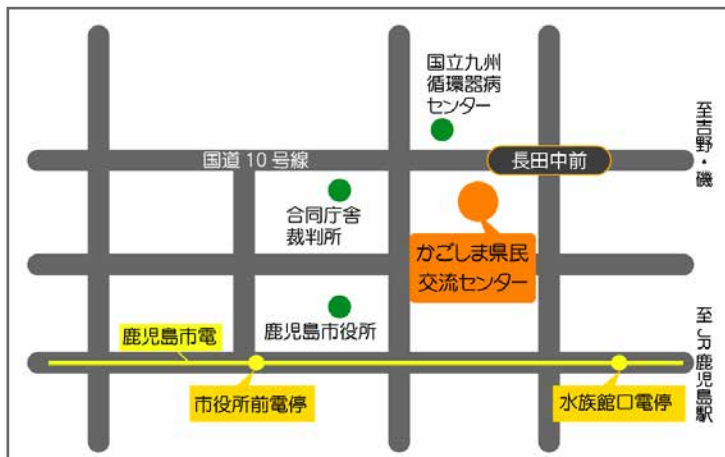 国立九州
循環器病
センター
至吉野・磯
国道10号線
長田中前
合同庁舎
裁判所
かごしま県民
交流センター
鹿児島市役所
鹿児島市電
至JR鹿児島駅
市役所前電停
水族館口電停